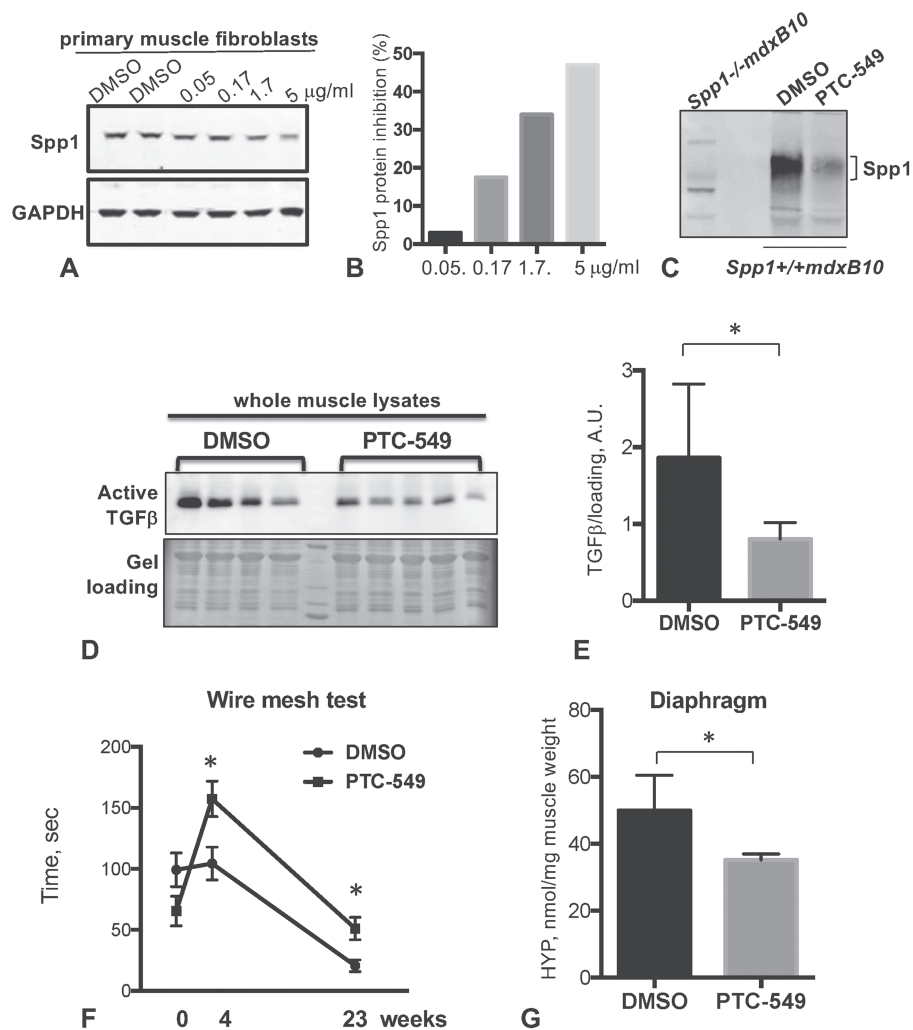 primary muscle fibroblasts
DMSO DMSO 0.05 0.17 1.7 5 μg/ml
Spp1
GAPDH
A
Spp1 protein inhibition (%)
50
40
30
20
10
0
0.05. 0.17 1.7. 5 μg/ml
B
Spp1-/-mdxB10
DMSO
PTC-549
Spp1
C
Spp1+/+mdxB10
whole muscle lysates
DMSO PTC-549
Active
TGFβ
Gel
loading
D
*
TGFβ/loading, A.U.
3
2
1
0
DMSO PTC-549
E
Wire mesh test
DMSO
PTC-549
Time, sec
200
150
100
50
0
*
*
0 4 23 weeks
F
Diaphragm
*
HYP, nmol/mg muscle weight
80
60
40
20
0
DMSO PTC-549
G